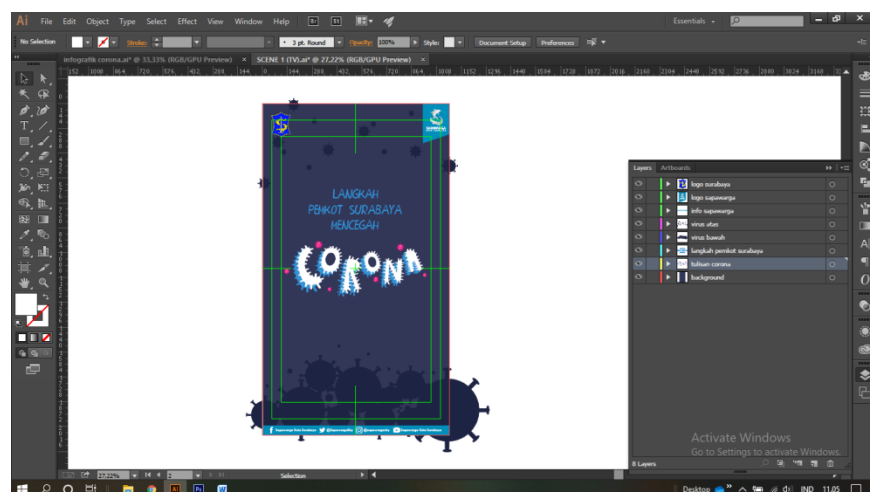 Ai File Edit Object Type Select Effect View Window Help Br St Essentials
No Selection Stroke: 3 pt. Round Opacity: 100% Style: Document Setup Preferences
infografik corona.ai* @ 33,33% (RGB/GPU Preview) × SCENE 1 (TV).ai* @ 27,22% (RGB/GPU Preview) ×
LANGKAH
PEMKOT SURABAYA
MENCEGAH
CORONA
Layers Artboards
logo surabaya
logo sapawarga
info sapawarga
virus atas
virus bawah
langkah pemkot surabaya
tulisan corona
background
8 Layers
Activate Windows
Go to Settings to activate Windows.
27,22% 2 Selection
Desktop IND 11.05